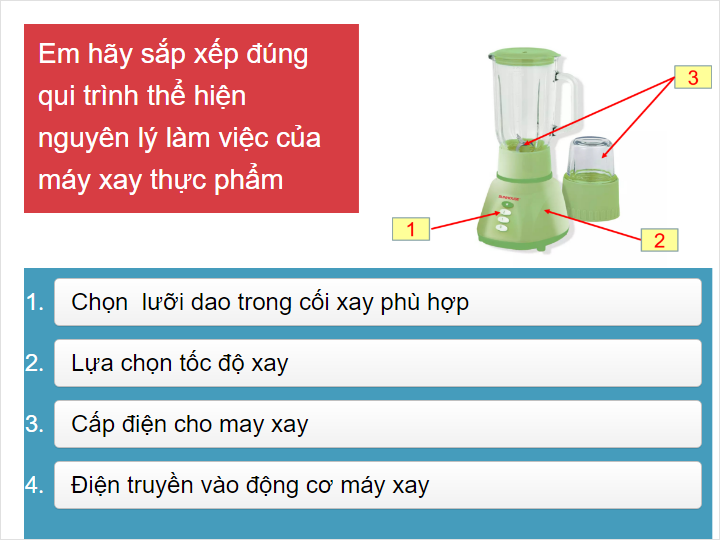 Em hãy sắp xếp đúng
qui trình thể hiện
nguyên lý làm việc của
máy xay thực phẩm
3
1
2
1. Chọn lưỡi dao trong cối xay phù hợp
2. Lựa chọn tốc độ xay
3. Cấp điện cho may xay
4. Điện truyền vào động cơ máy xay